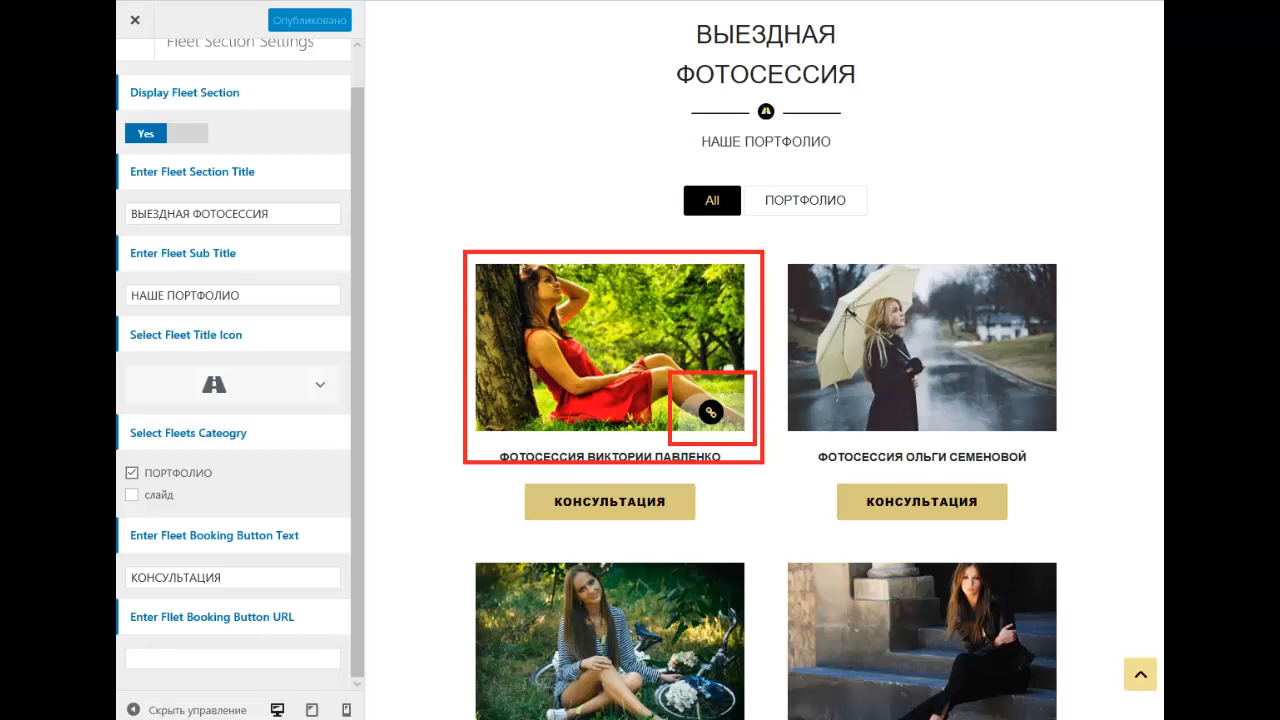 Опубликовано
Fleet Section Settings
Display Fleet Section
Yes
Enter Fleet Section Title
ВЫЕЗДНАЯ ФОТОСЕССИЯ
Enter Fleet Sub Title
НАШЕ ПОРТФОЛИО
Select Fleet Title Icon
Select Fleets Cateogry
ПОРТФОЛИО
слайд
Enter Fleet Booking Button Text
КОНСУЛЬТАЦИЯ
Enter Fllet Booking Button URL
Скрыть управление
ВЫЕЗДНАЯ
ФОТОСЕССИЯ
НАШЕ ПОРТФОЛИО
All ПОРТФОЛИО
ФОТОСЕССИЯ ВИКТОРИИ ПАВЛЕНКО
КОНСУЛЬТАЦИЯ
ФОТОСЕССИЯ ОЛЬГИ СЕМЕНОВОЙ
КОНСУЛЬТАЦИЯ